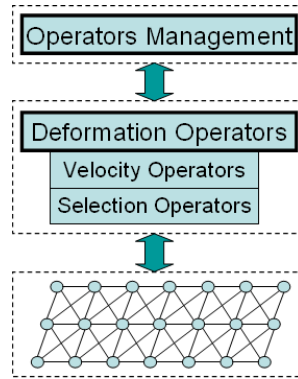 Operators Management
Deformation Operators
Velocity Operators
Selection Operators